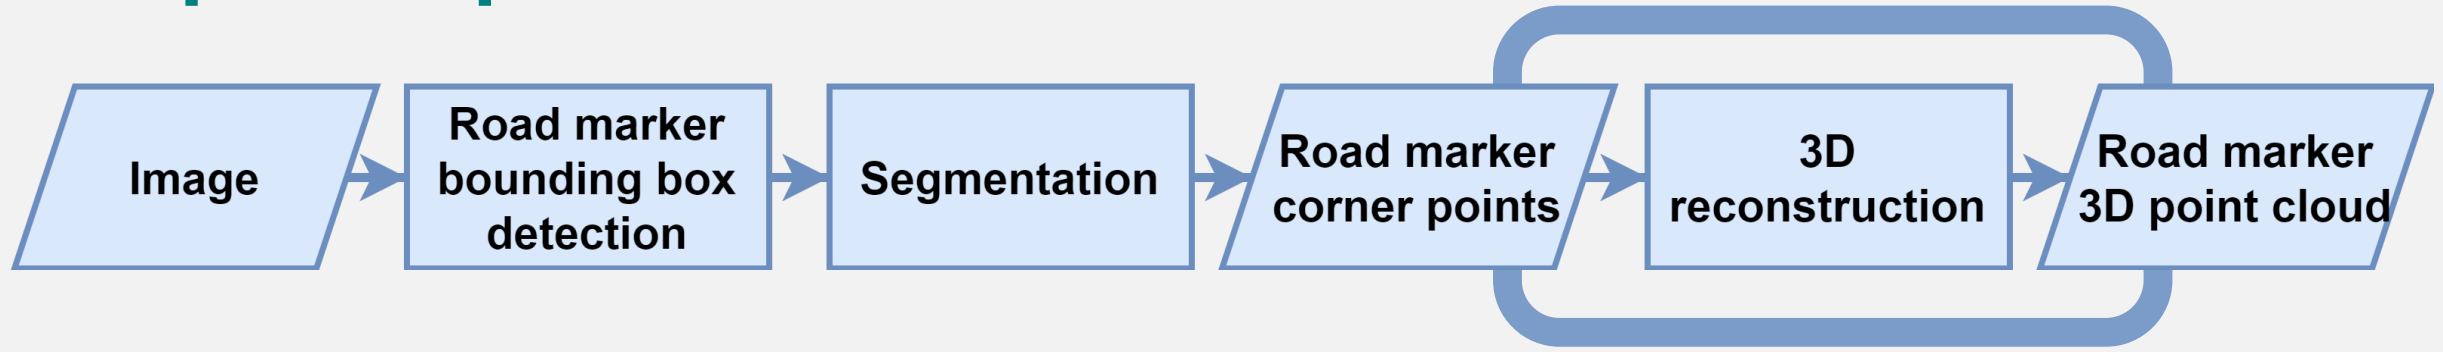 Image
Road marker
bounding box
detection
Segmentation
Road marker
corner points
3D
reconstruction
Road marker
3D point cloud